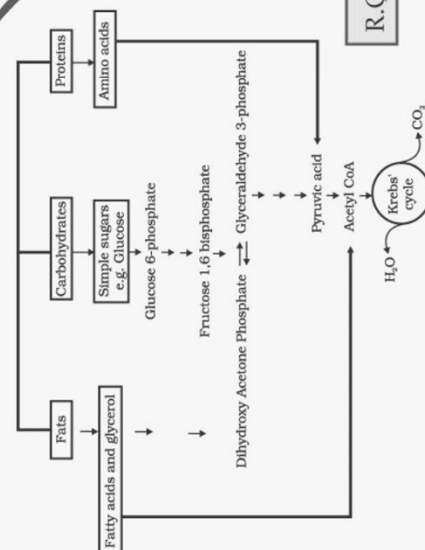 Fats
Carbohydrates
Proteins
Fatty acids and glycerol
Simple sugars
e.g. Glucose
Amino acids
Glucose 6-phosphate
Fructose 1,6 bisphosphate
Dihydroxy Acetone Phosphate
Glyceraldehyde 3-phosphate
Pyruvic acid
Acetyl CoA
H₂O
Krebs'
cycle
CO₂